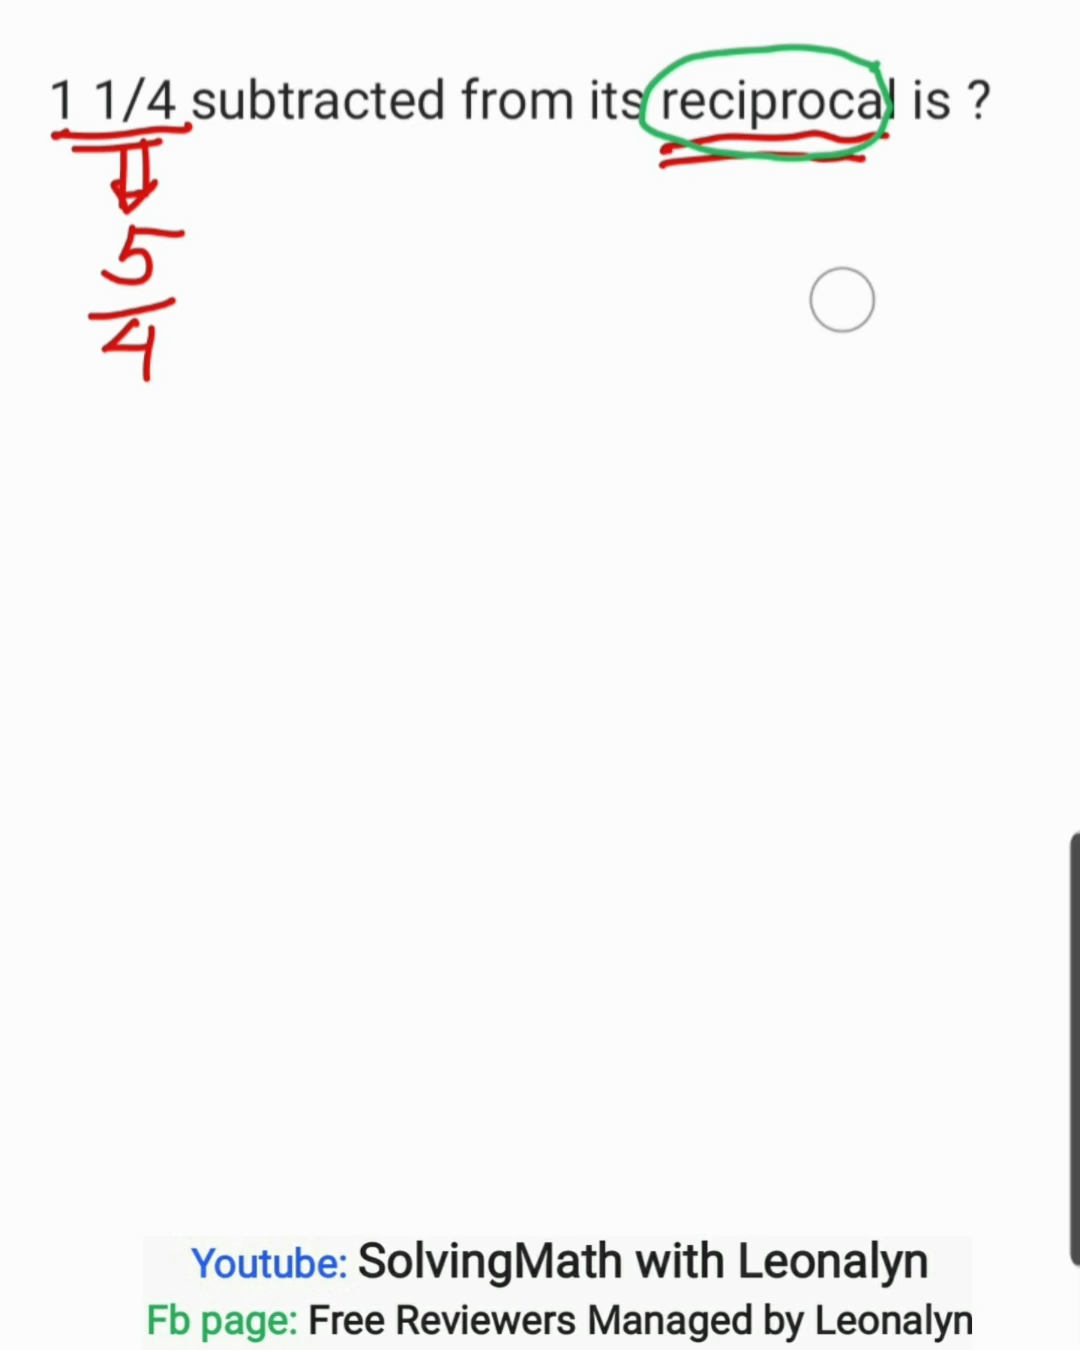 1 1/4 subtracted from its reciprocal is ?
5
4
Youtube: SolvingMath with Leonalyn
Fb page: Free Reviewers Managed by Leonalyn